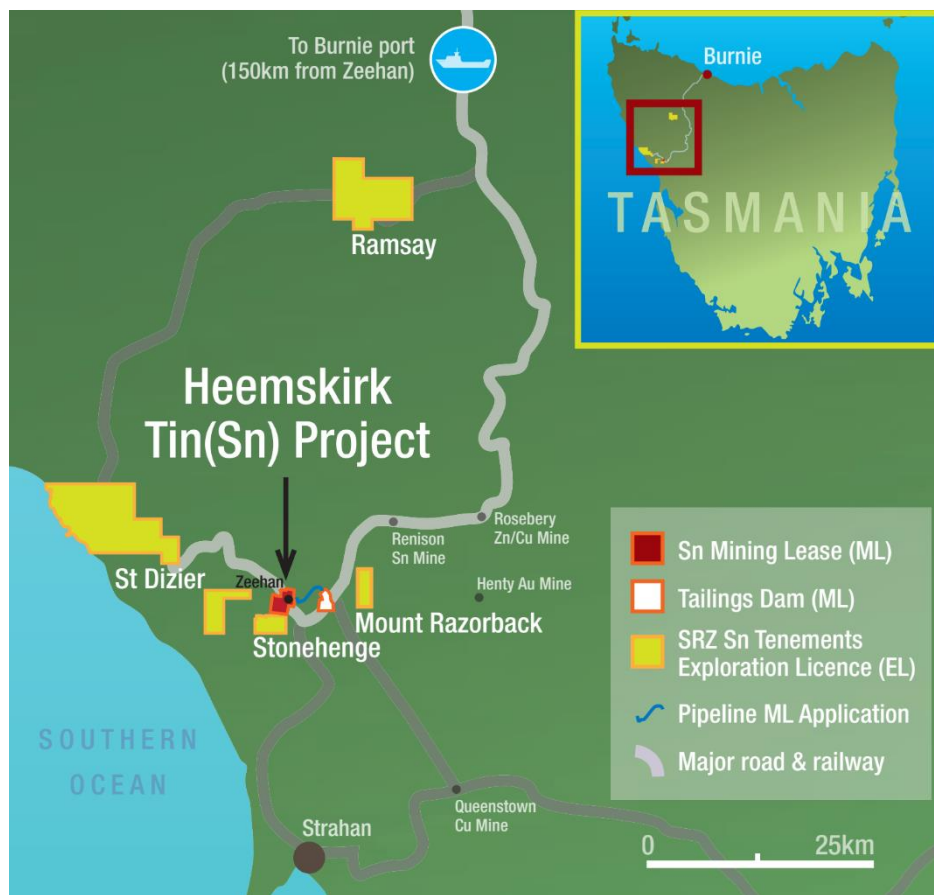 To Burnie port
(150km from Zeehan)
Burnie
TASMANIA
Ramsay
Heemskirk
Tin(Sn) Project
Renison
Sn Mine
Rosebery
Zn/Cu Mine
St Dizier
Zeehan
Henty Au Mine
Mount Razorback
Stonehenge
Sn Mining Lease (ML)
Tailings Dam (ML)
SRZ Sn Tenements
Exploration Licence (EL)
Pipeline ML Application
Major road & railway
SOUTHERN
OCEAN
Queenstown
Cu Mine
Strahan
0 25km